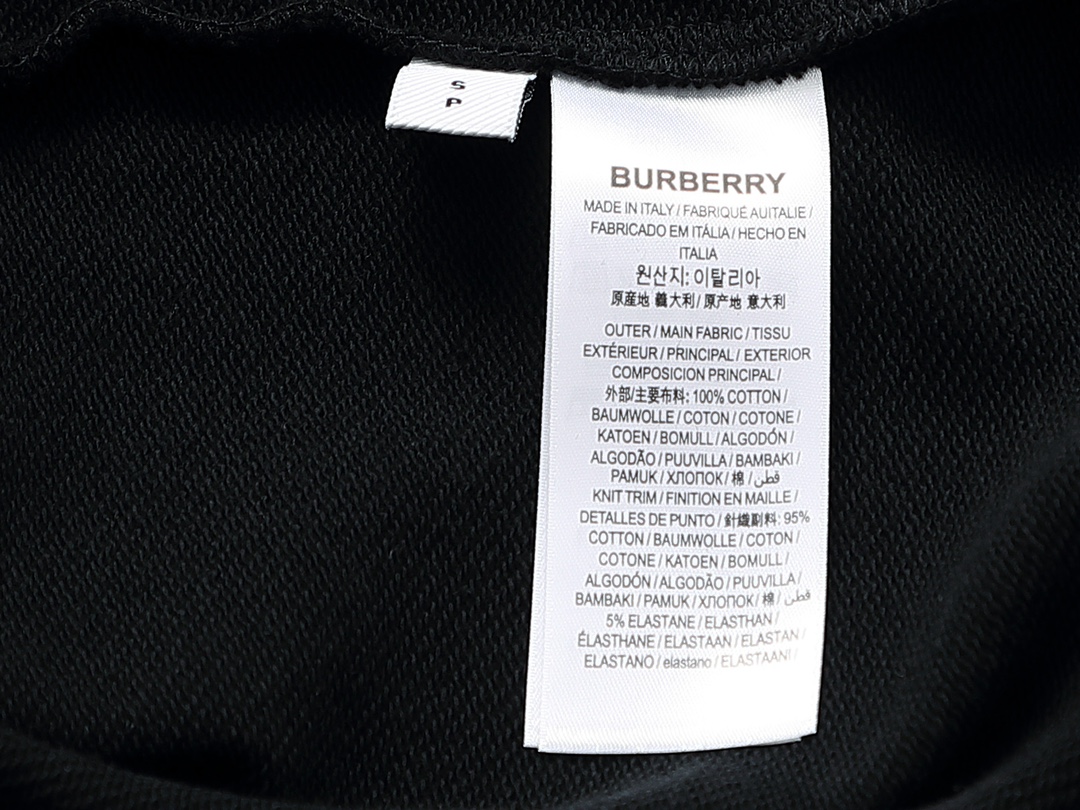 S
P
BURBERRY
MADE IN ITALY / FABRIQUÉ AUITALIE /
FABRICADO EM ITÁLIA / HECHO EN
ITALIA
원산지: 이탈리아
原産地 義大利 / 原产地 意大利
OUTER / MAIN FABRIC / TISSU
EXTÉRIEUR / PRINCIPAL / EXTERIOR
COMPOSICION PRINCIPAL /
外部/主要布料: 100% COTTON /
BAUMWOLLE / COTON / COTONE /
KATOEN / BOMULL / ALGODÓN /
ALGODÃO / PUUVILLA / BAMBAKI /
PAMUK / ХЛОПОК / 棉 / قطن
KNIT TRIM / FINITION EN MAILLE /
DETALLES DE PUNTO / 針織副料: 95%
COTTON / BAUMWOLLE / COTON /
COTONE / KATOEN / BOMULL /
ALGODÓN / ALGODÃO / PUUVILLA /
BAMBAKI / PAMUK / ХЛОПОК / 棉 / قطن
5% ELASTANE / ELASTHAN /
ÉLASTHANE / ELASTAAN / ELASTAN /
ELASTANO / elastano / ELASTAANI /